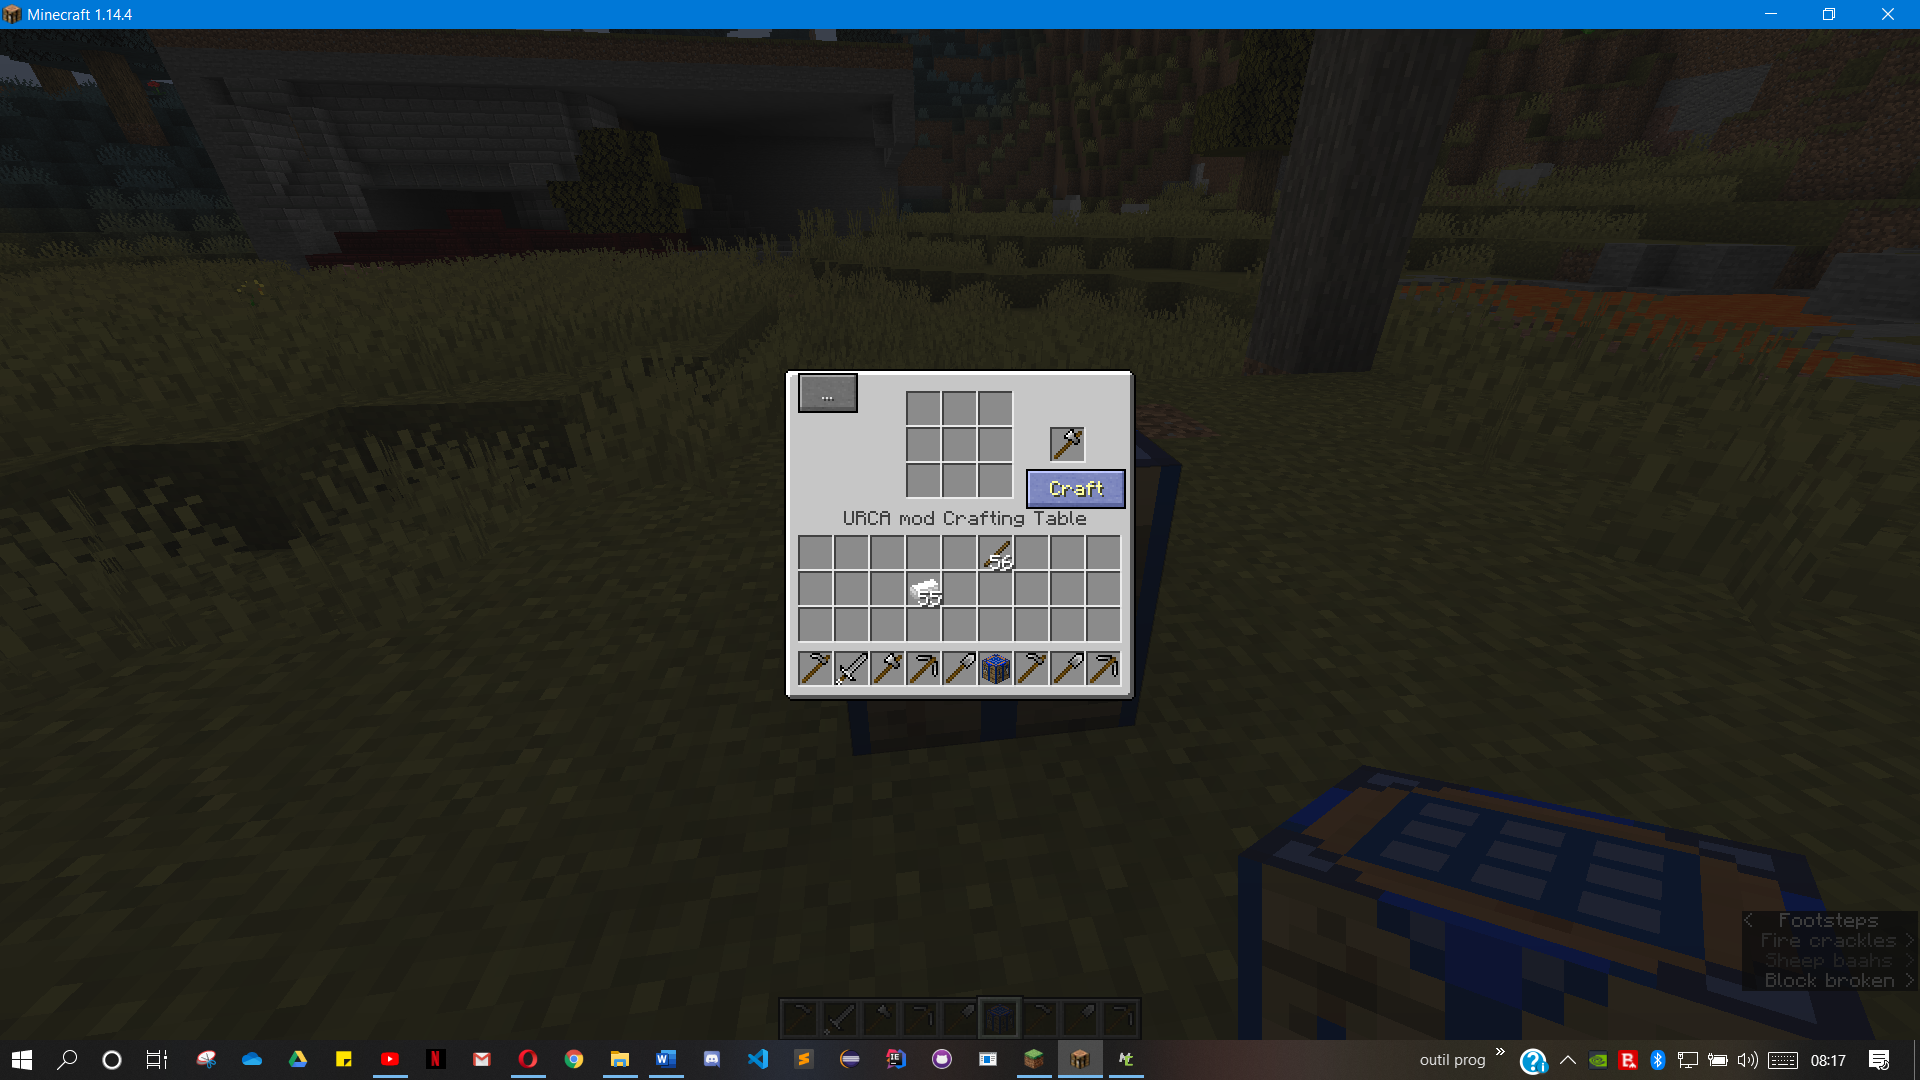 Minecraft 1.14.4
...
Craft
URCA mod Crafting Table
56
55
< Footsteps
Fire crackles >
Sheep baahs >
Block broken >
outil prog »
08:17